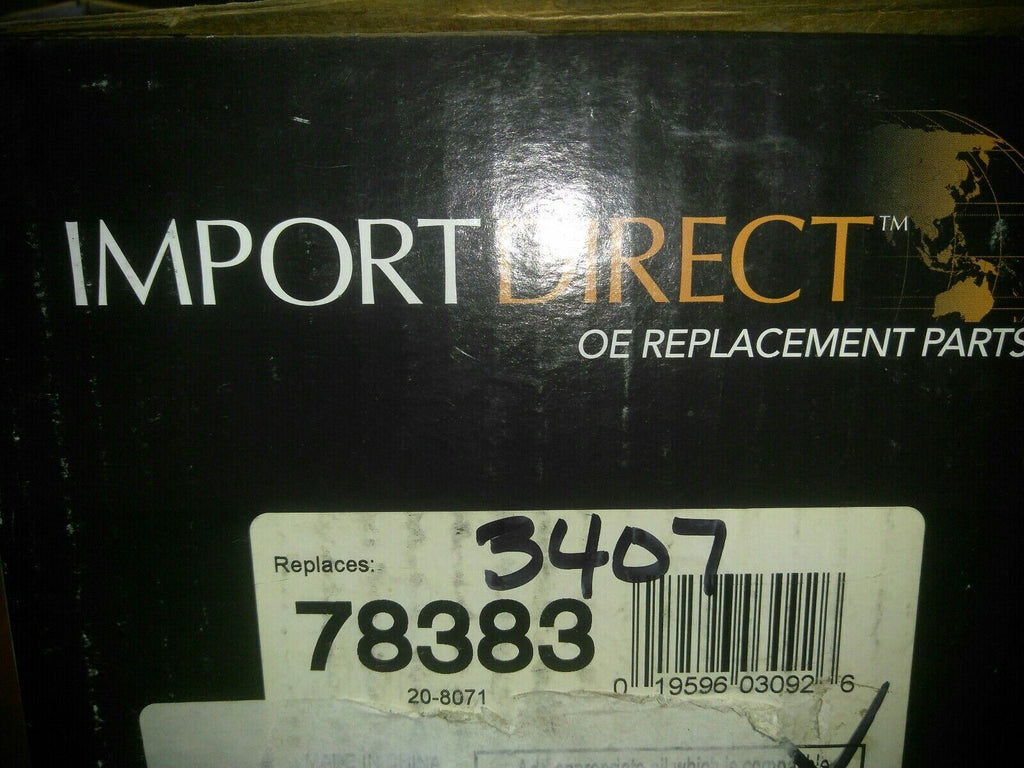 IMPORT DIRECT™
OE REPLACEMENT PARTS
3407
Replaces:
78383
20-8071
0 19596 03092 6